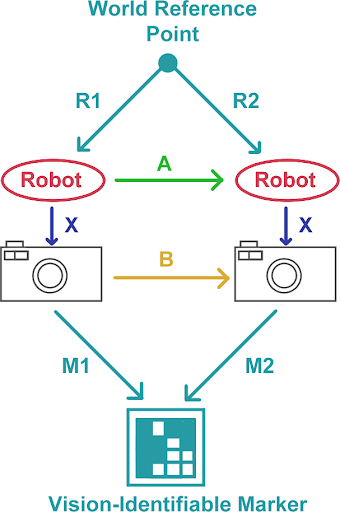 World Reference
Point
R1
R2
A
Robot
Robot
X
X
B
M1
M2
Vision-Identifiable Marker